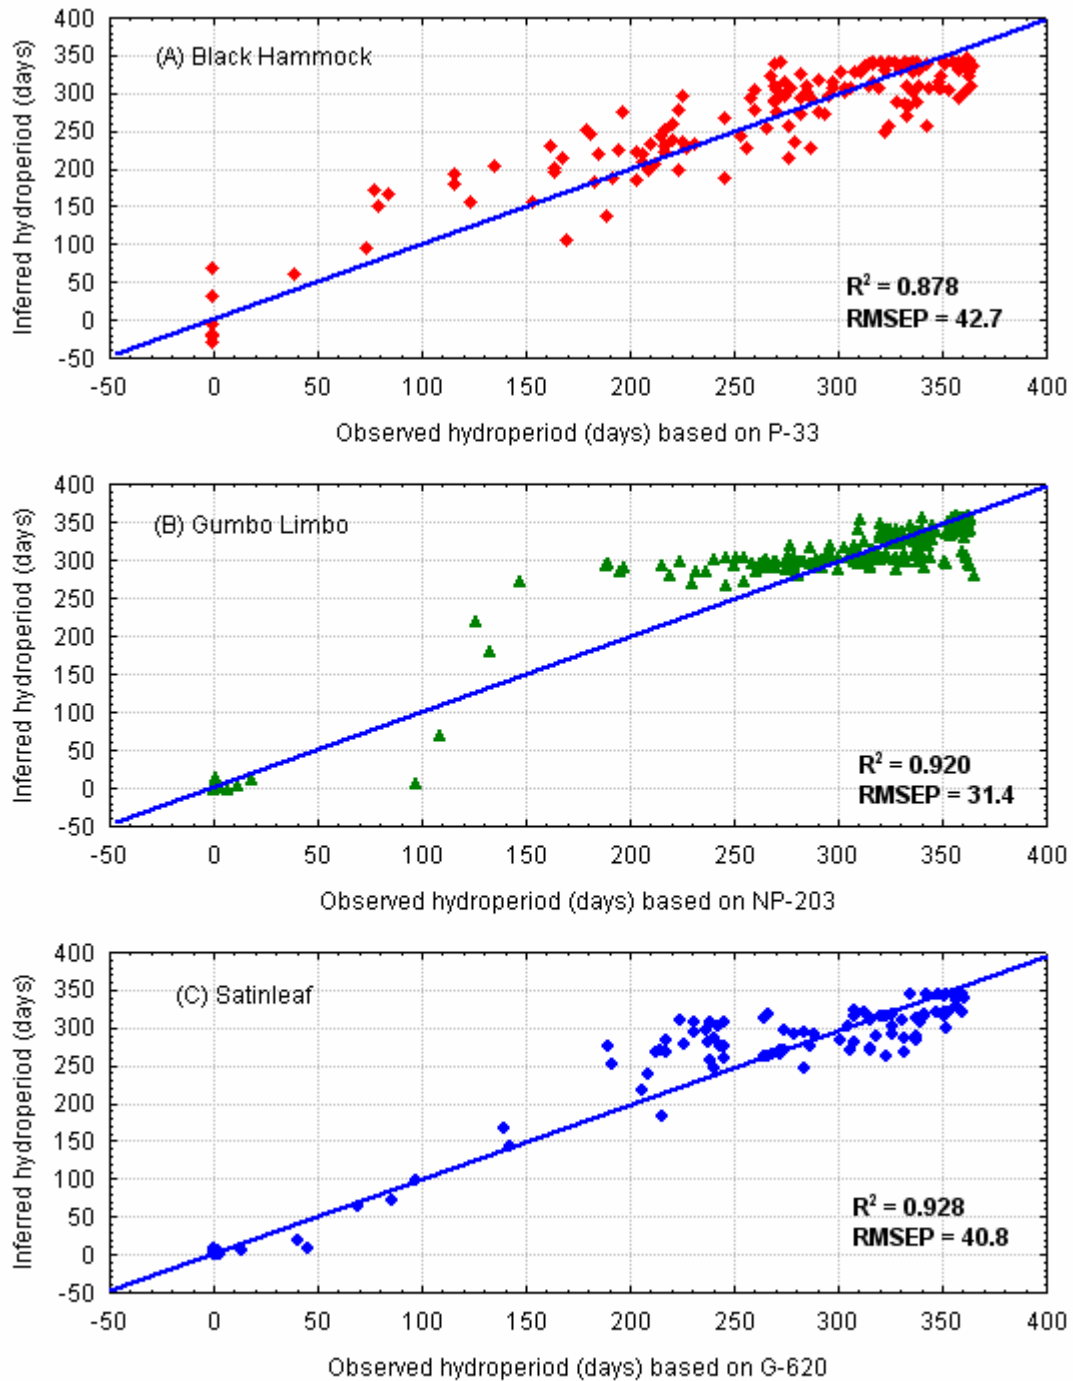 400
350
300
250
200
150
100
50
0
-50
Inferred hydroperiod (days)
(A) Black Hammock
R² = 0.878
RMSEP = 42.7
-50 0 50 100 150 200 250 300 350 400
Observed hydroperiod (days) based on P-33
400
350
300
250
200
150
100
50
0
-50
Inferred hydroperiod (days)
(B) Gumbo Limbo
R² = 0.920
RMSEP = 31.4
-50 0 50 100 150 200 250 300 350 400
Observed hydroperiod (days) based on NP-203
400
350
300
250
200
150
100
50
0
-50
Inferred hydroperiod (days)
(C) Satinleaf
R² = 0.928
RMSEP = 40.8
-50 0 50 100 150 200 250 300 350 400
Observed hydroperiod (days) based on G-620